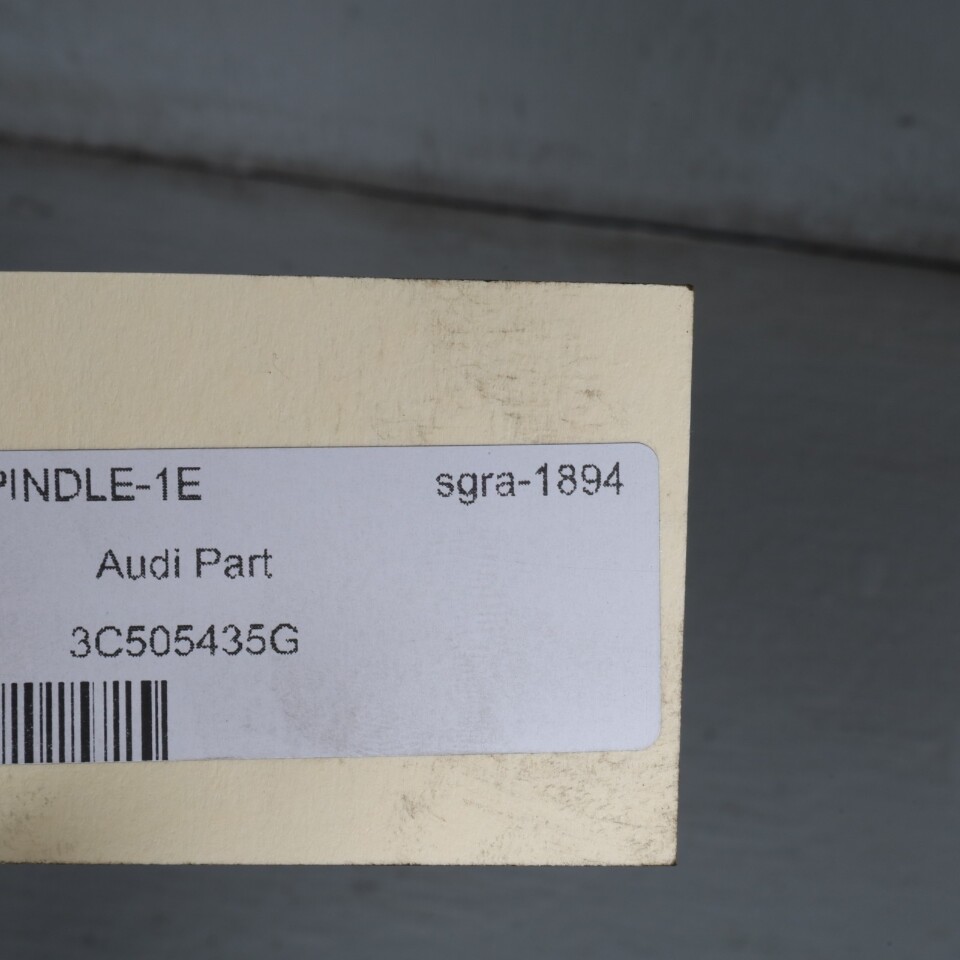 PINDLE-1E sgra-1894
Audi Part
3C505435G